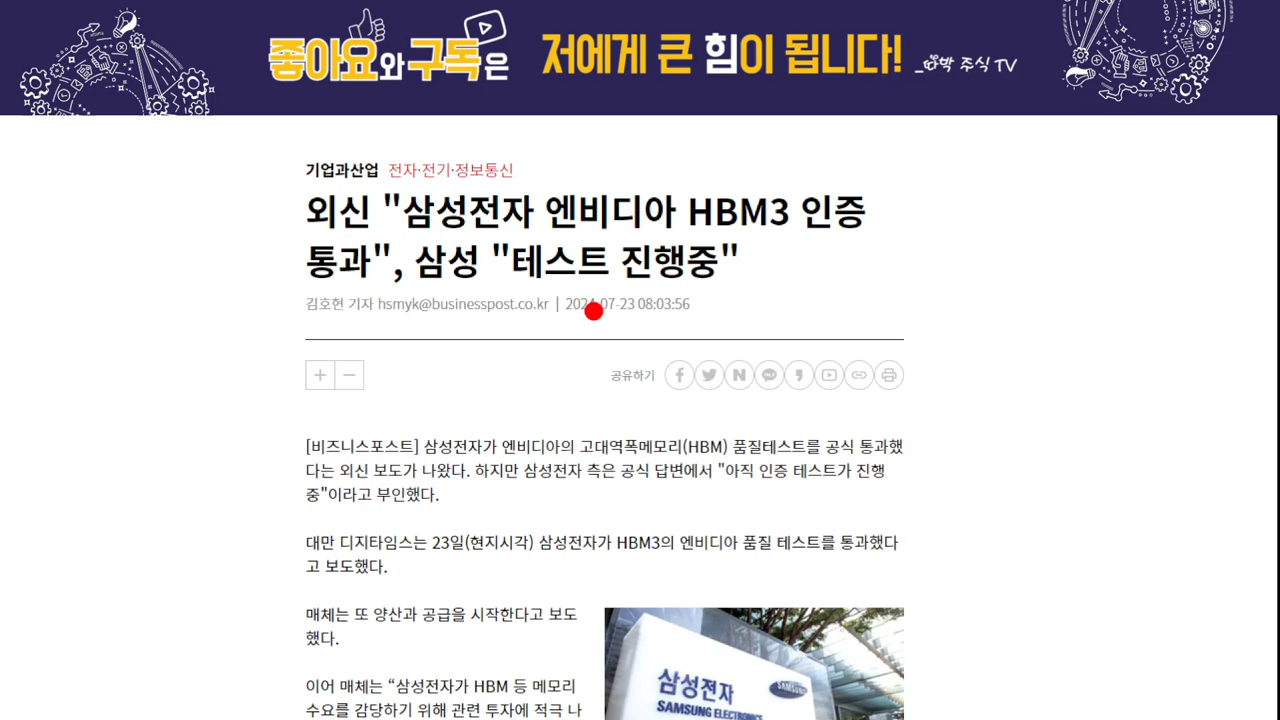 좋아요와 구독은 저에게 큰 힘이 됩니다!
박 주식 TV
기업과산업 전자·전기·정보통신
외신 "삼성전자 엔비디아 HBM3 인증
통과", 삼성 "테스트 진행중"
김호현 기자 hsmyk@businesspost.co.kr | 2024-07-23 08:03:56
공유하기
[비즈니스포스트] 삼성전자가 엔비디아의 고대역폭메모리(HBM) 품질테스트를 공식 통과했
다는 외신 보도가 나왔다. 하지만 삼성전자 측은 공식 답변에서 "아직 인증 테스트가 진행
중"이라고 부인했다.
대만 디지타임스는 23일(현지시각) 삼성전자가 HBM3의 엔비디아 품질 테스트를 통과했다
고 보도했다.
매체는 또 양산과 공급을 시작한다고 보도
했다.
이어 매체는 “삼성전자가 HBM 등 메모리
수요를 감당하기 위해 관련 투자에 적극 나
삼성전자
SAMSUNG
SAMSUNG ELECTRONICS